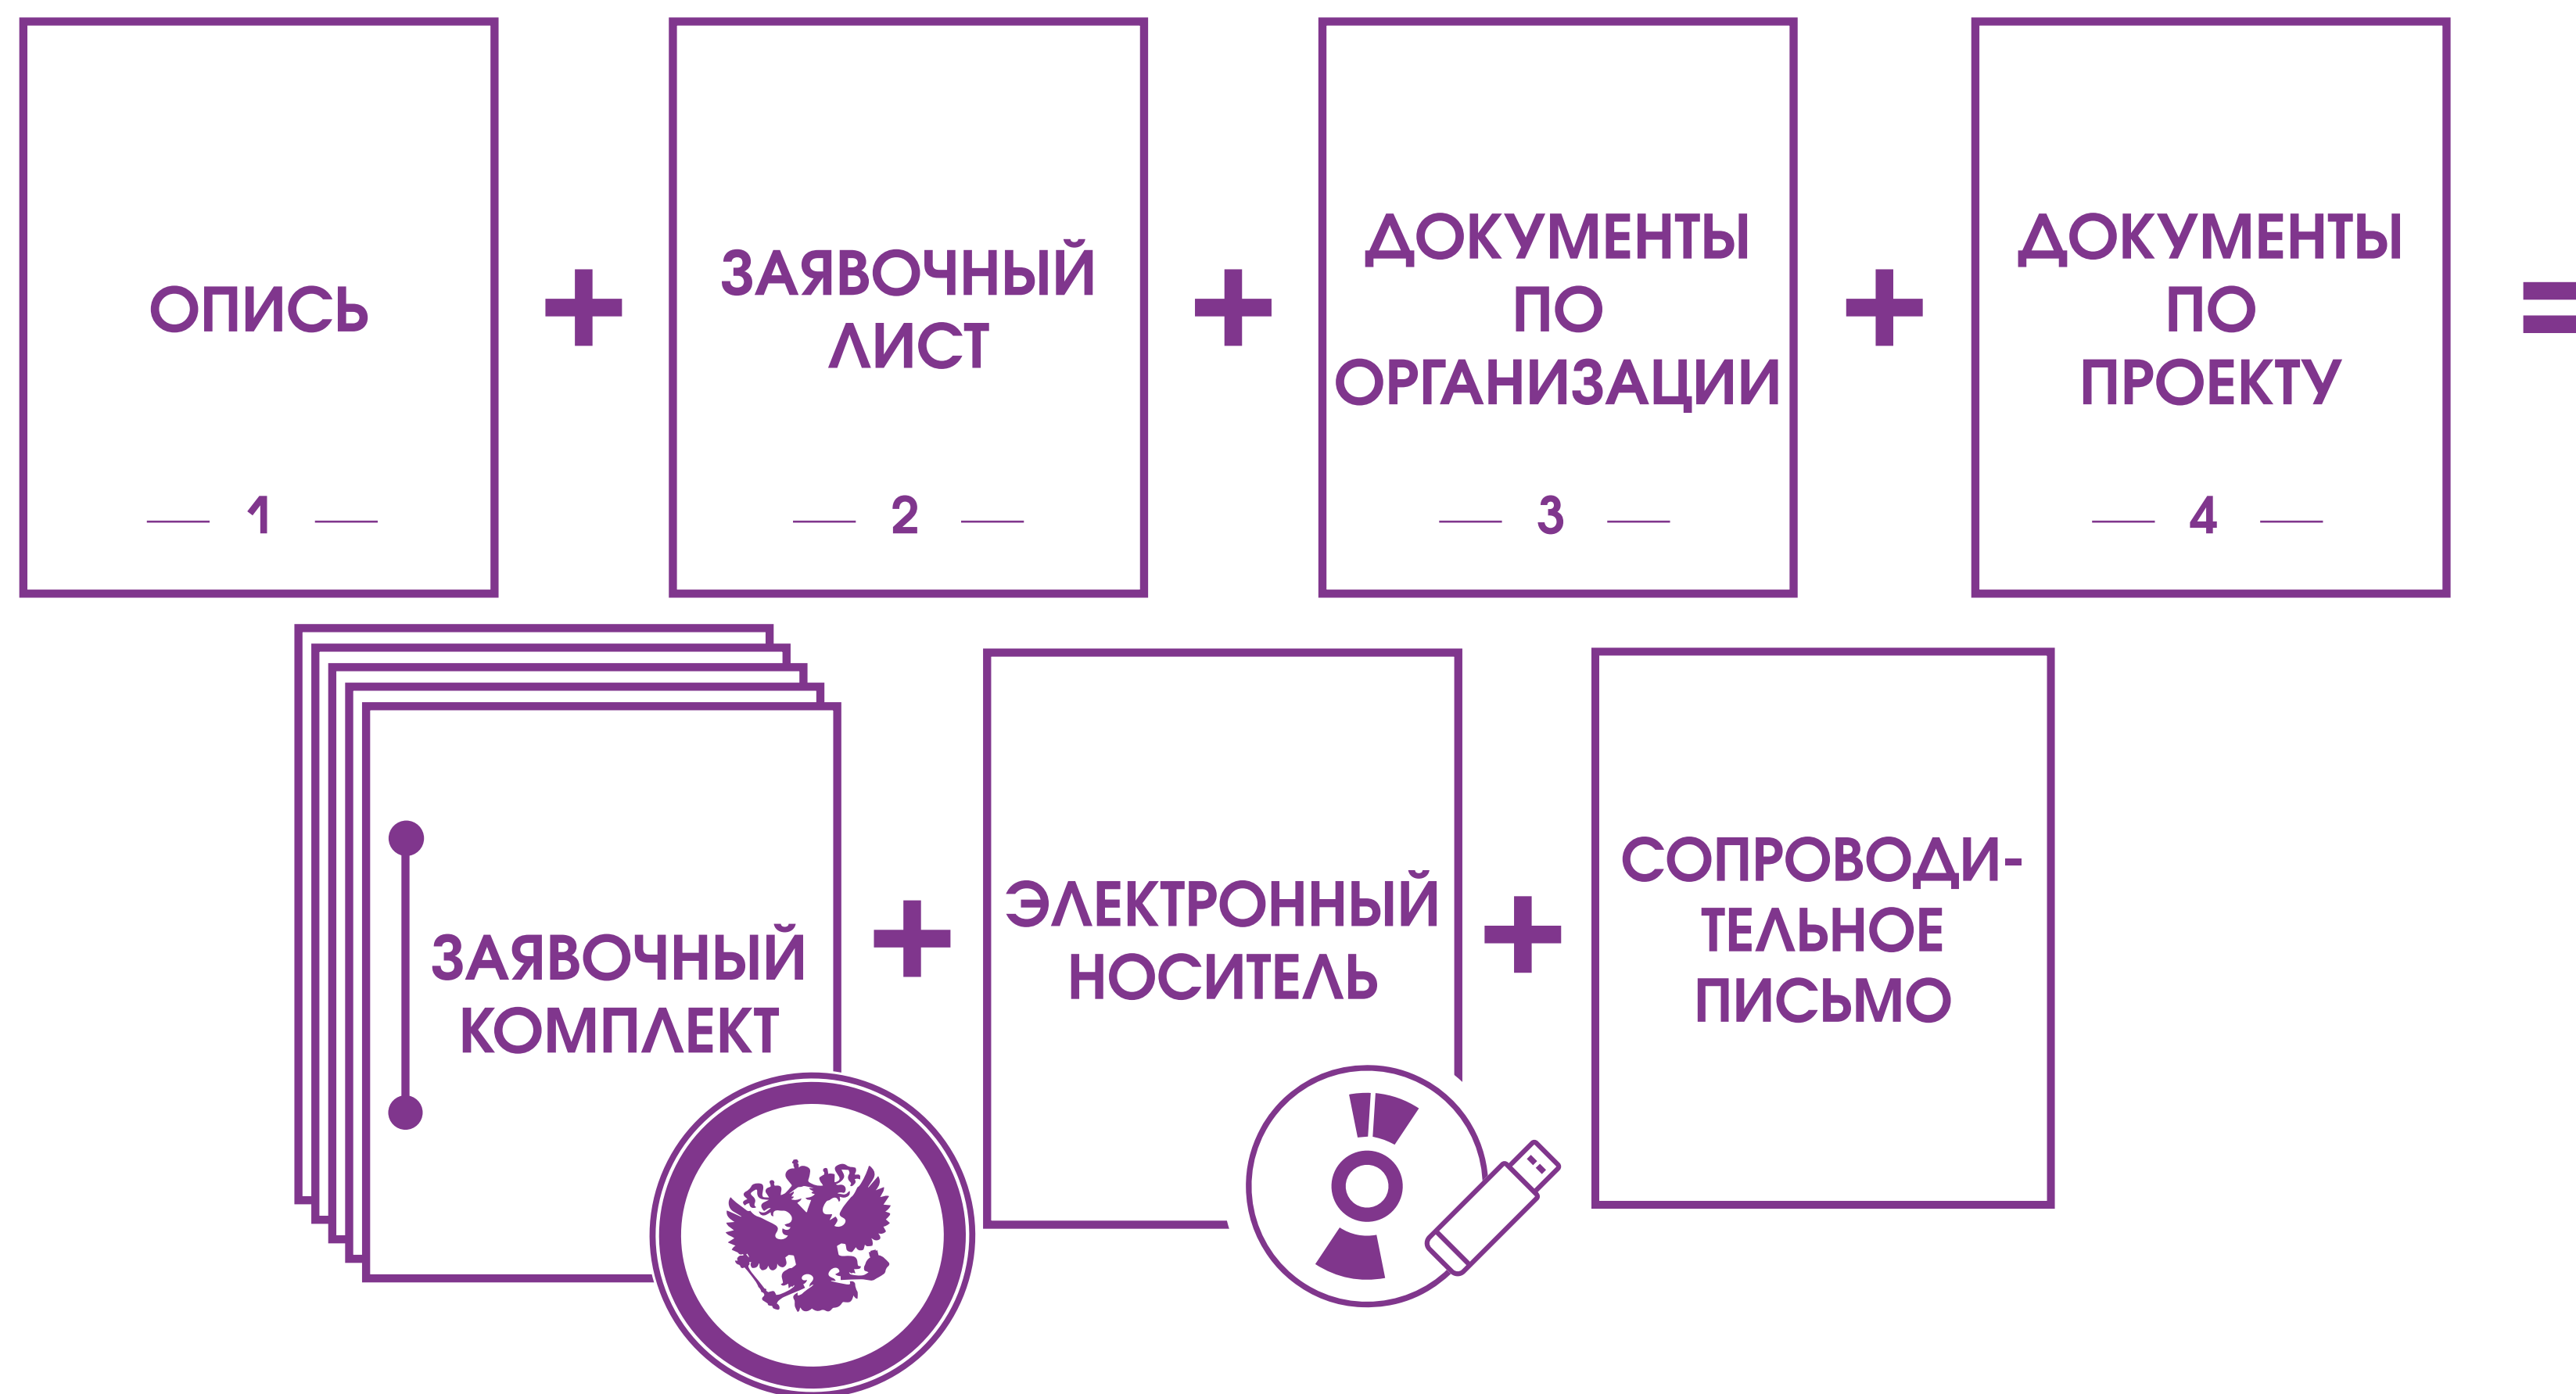 ОПИСЬ
1
+
ЗАЯВОЧНЫЙ
ЛИСТ
2
+
ДОКУМЕНТЫ
ПО
ОРГАНИЗАЦИИ
3
+
ДОКУМЕНТЫ
ПО
ПРОЕКТУ
4
=
ЗАЯВОЧНЫЙ
КОМПЛЕКТ
+
ЭЛЕКТРОННЫЙ
НОСИТЕЛЬ
+
СОПРОВОДИ-
ТЕЛЬНОЕ
ПИСЬМО